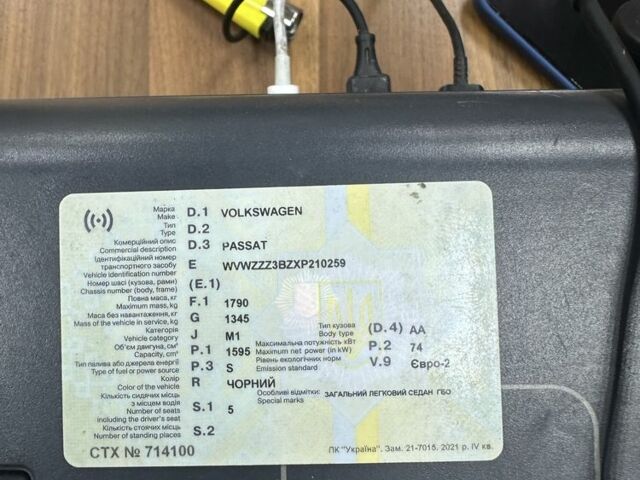 Марка
Make D.1 VOLKSWAGEN
Тип
Type D.2
Комерційний опис
Commercial description D.3 PASSAT
Ідентифікаційний номер
транспортного засобу E WVWZZZ3BZXP210259
Vehicle identification number
Номер шасі (кузова, рами) (E.1)
Chassis number (body, frame)
Повна маса, кг F.1 1790
Maximum mass, kg
Маса без навантаження, кг G 1345
Mass of the vehicle in service, kg
Категорія J M1
Vehicle category
Об'єм двигуна, см³ P.1 1595
Capacity, cm³
Тип палива або джерела енергії P.3 S
Type of fuel or power source
Колір R ЧОРНИЙ
Color of the vehicle
Кількість сидячих місць
з місцем водія S.1 5
Number of seats
including the driver's seat
Кількість стоячих місць S.2
Number of standing places
Тип кузова (D.4) АА
Body type
Максимальна потужність кВт P.2 74
Maximum net power (in kW)
Рівень екологічних норм V.9 Євро-2
Emission standard
Особливі відмітки: ЗАГАЛЬНИЙ ЛЕГКОВИЙ СЕДАН ГБО
Special marks
СТХ № 714100
ПК "Україна". Зам. 21-7015. 2021 р. IV кв.